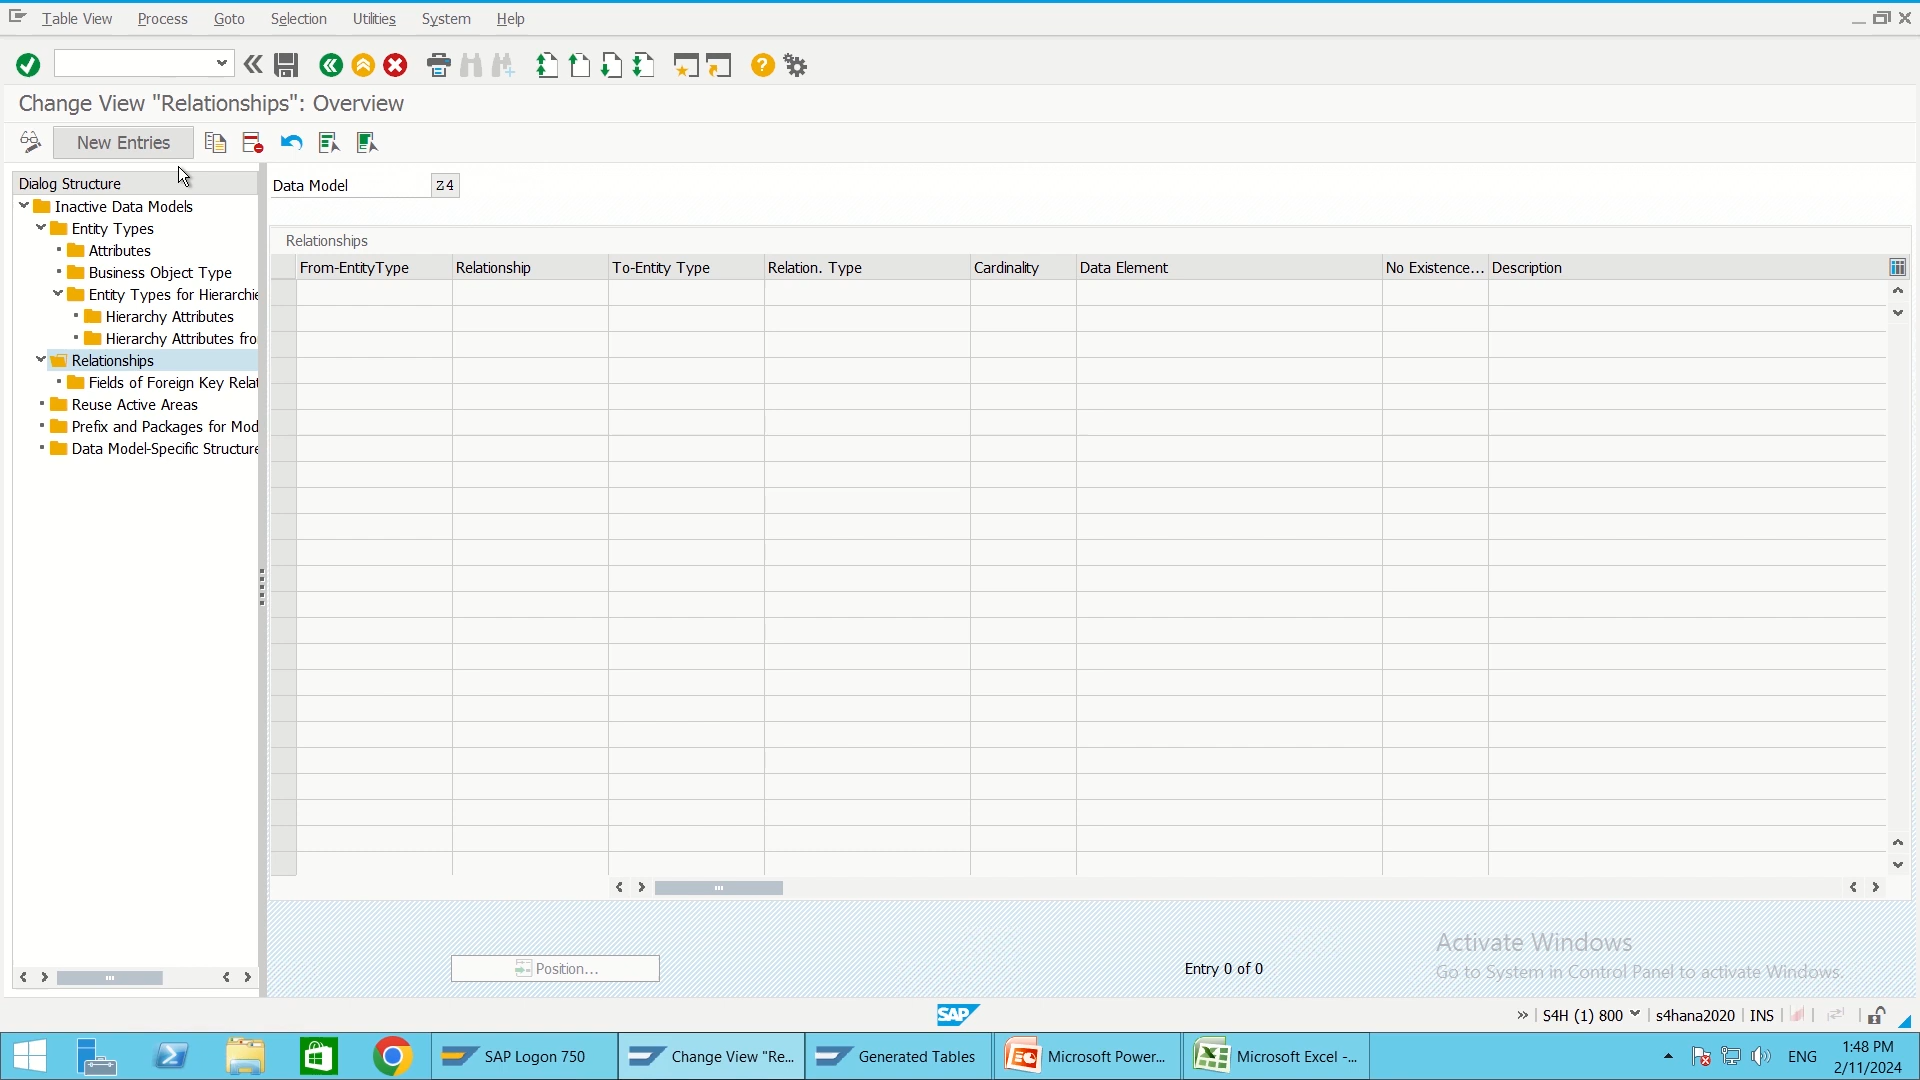 Table View Process Goto Selection Utilities System Help
Change View "Relationships": Overview
New Entries
Dialog Structure
Inactive Data Models
Entity Types
Attributes
Business Object Type
Entity Types for Hierarchie
Hierarchy Attributes
Hierarchy Attributes fro
Relationships
Fields of Foreign Key Relat
Reuse Active Areas
Prefix and Packages for Mod
Data Model-Specific Structure
Data Model Z4
Relationships
From-EntityType Relationship To-Entity Type Relation. Type Cardinality Data Element No Existence... Description
Position...
Entry 0 of 0
Activate Windows
Go to System in Control Panel to activate Windows.
SAP
S4H (1) 800 s4hana2020 INS
SAP Logon 750
Change View "Re...
Generated Tables
Microsoft Power...
Microsoft Excel -...
ENG
1:48 PM
2/11/2024